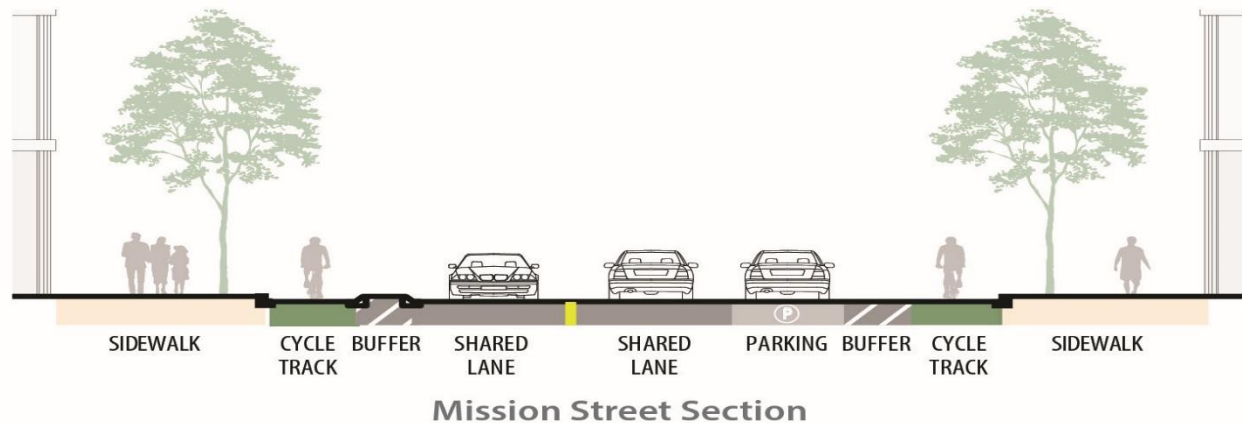 P
SIDEWALK CYCLE BUFFER SHARED SHARED PARKING BUFFER CYCLE SIDEWALK
TRACK LANE LANE TRACK
Mission Street Section